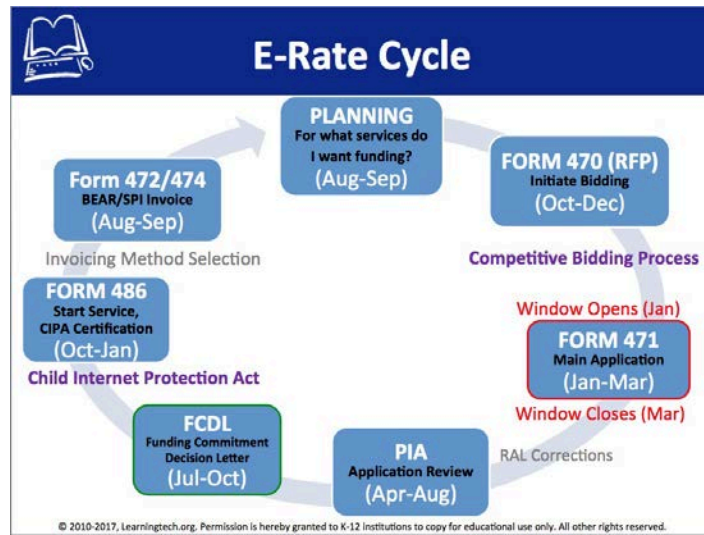 E-Rate Cycle
PLANNING
For what services do
I want funding?
(Aug-Sep)
FORM 470 (RFP)
Initiate Bidding
(Oct-Dec)
Competitive Bidding Process
Window Opens (Jan)
FORM 471
Main Application
(Jan-Mar)
Window Closes (Mar)
RAL Corrections
PIA
Application Review
(Apr-Aug)
FCDL
Funding Commitment
Decision Letter
(Jul-Oct)
Child Internet Protection Act
FORM 486
Start Service,
CIPA Certification
(Oct-Jan)
Invoicing Method Selection
Form 472/474
BEAR/SPI Invoice
(Aug-Sep)
© 2010-2017, Learningtech.org. Permission is hereby granted to K-12 institutions to copy for educational use only. All other rights reserved.